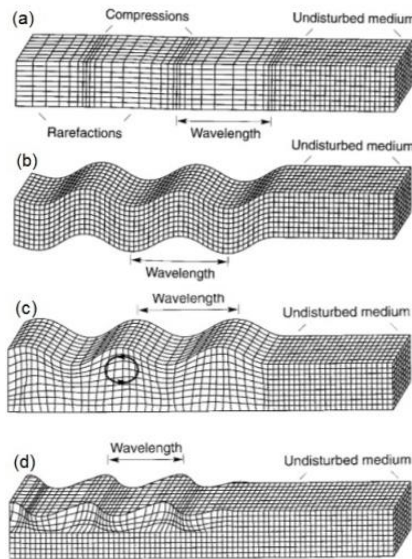 (a) Compressions Undisturbed medium
Rarefactions Wavelength
(b) Undisturbed medium
Wavelength
(c) Wavelength
Undisturbed medium
(d) Wavelength
Undisturbed medium